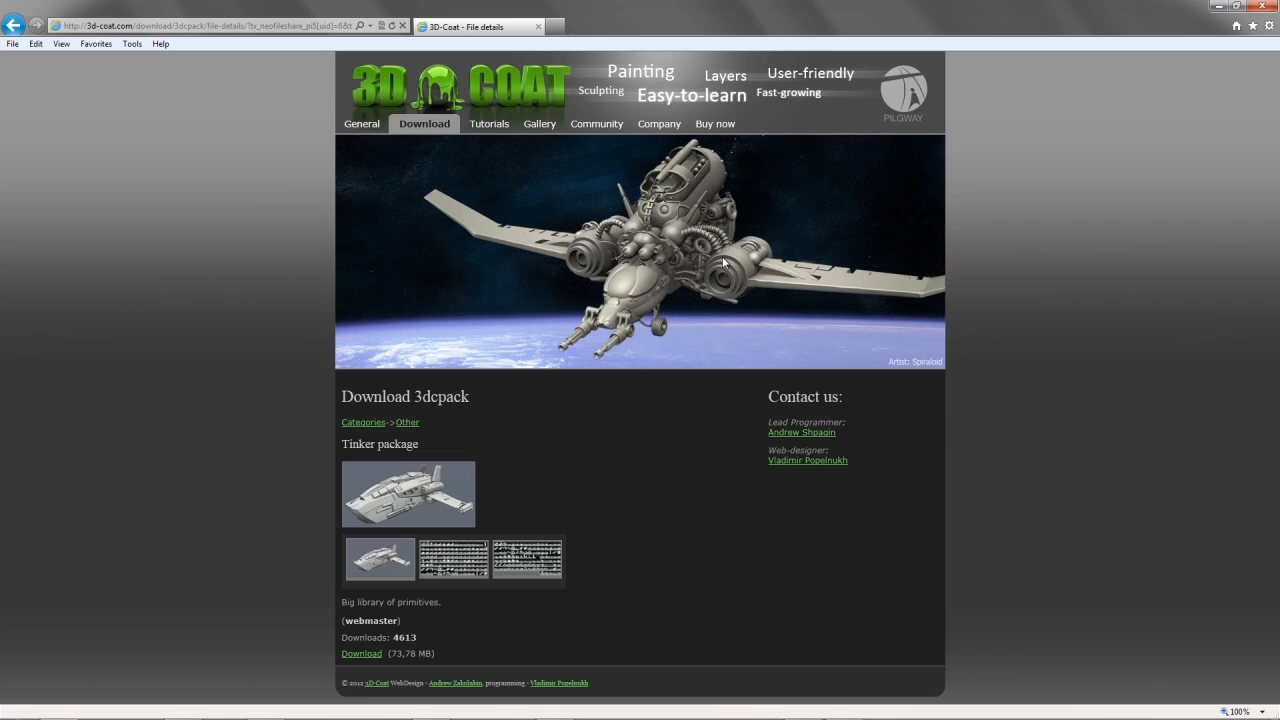 http://3d-coat.com/download/3dcpack/file-details/?tx_neofileshare_pi5[uid]=6&t
3D-Coat - File details
File Edit View Favorites Tools Help
3D COAT
Painting Layers User-friendly
Sculpting Easy-to-learn Fast-growing
PILGWAY
General Download Tutorials Gallery Community Company Buy now
Artist: Spiraloid
Download 3dcpack
Categories->Other
Tinker package
Big library of primitives.
(webmaster)
Downloads: 4613
Download (73,78 MB)
Contact us:
Lead Programmer:
Andrew Shpagin
Web-designer:
Vladimir Popelnukh
© 2012 3D-Coat WebDesign - Andrew Zakolukin, programming - Vladimir Popelnukh
100%